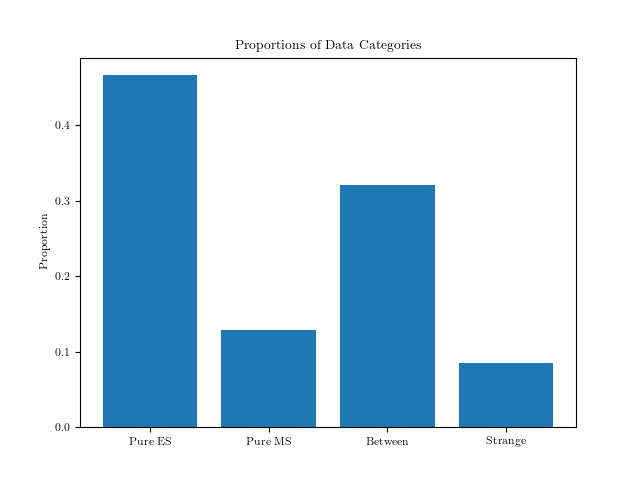 Proportions of Data Categories
Proportion
0.4
0.3
0.2
0.1
0.0
Pure ES
Pure MS
Between
Strange